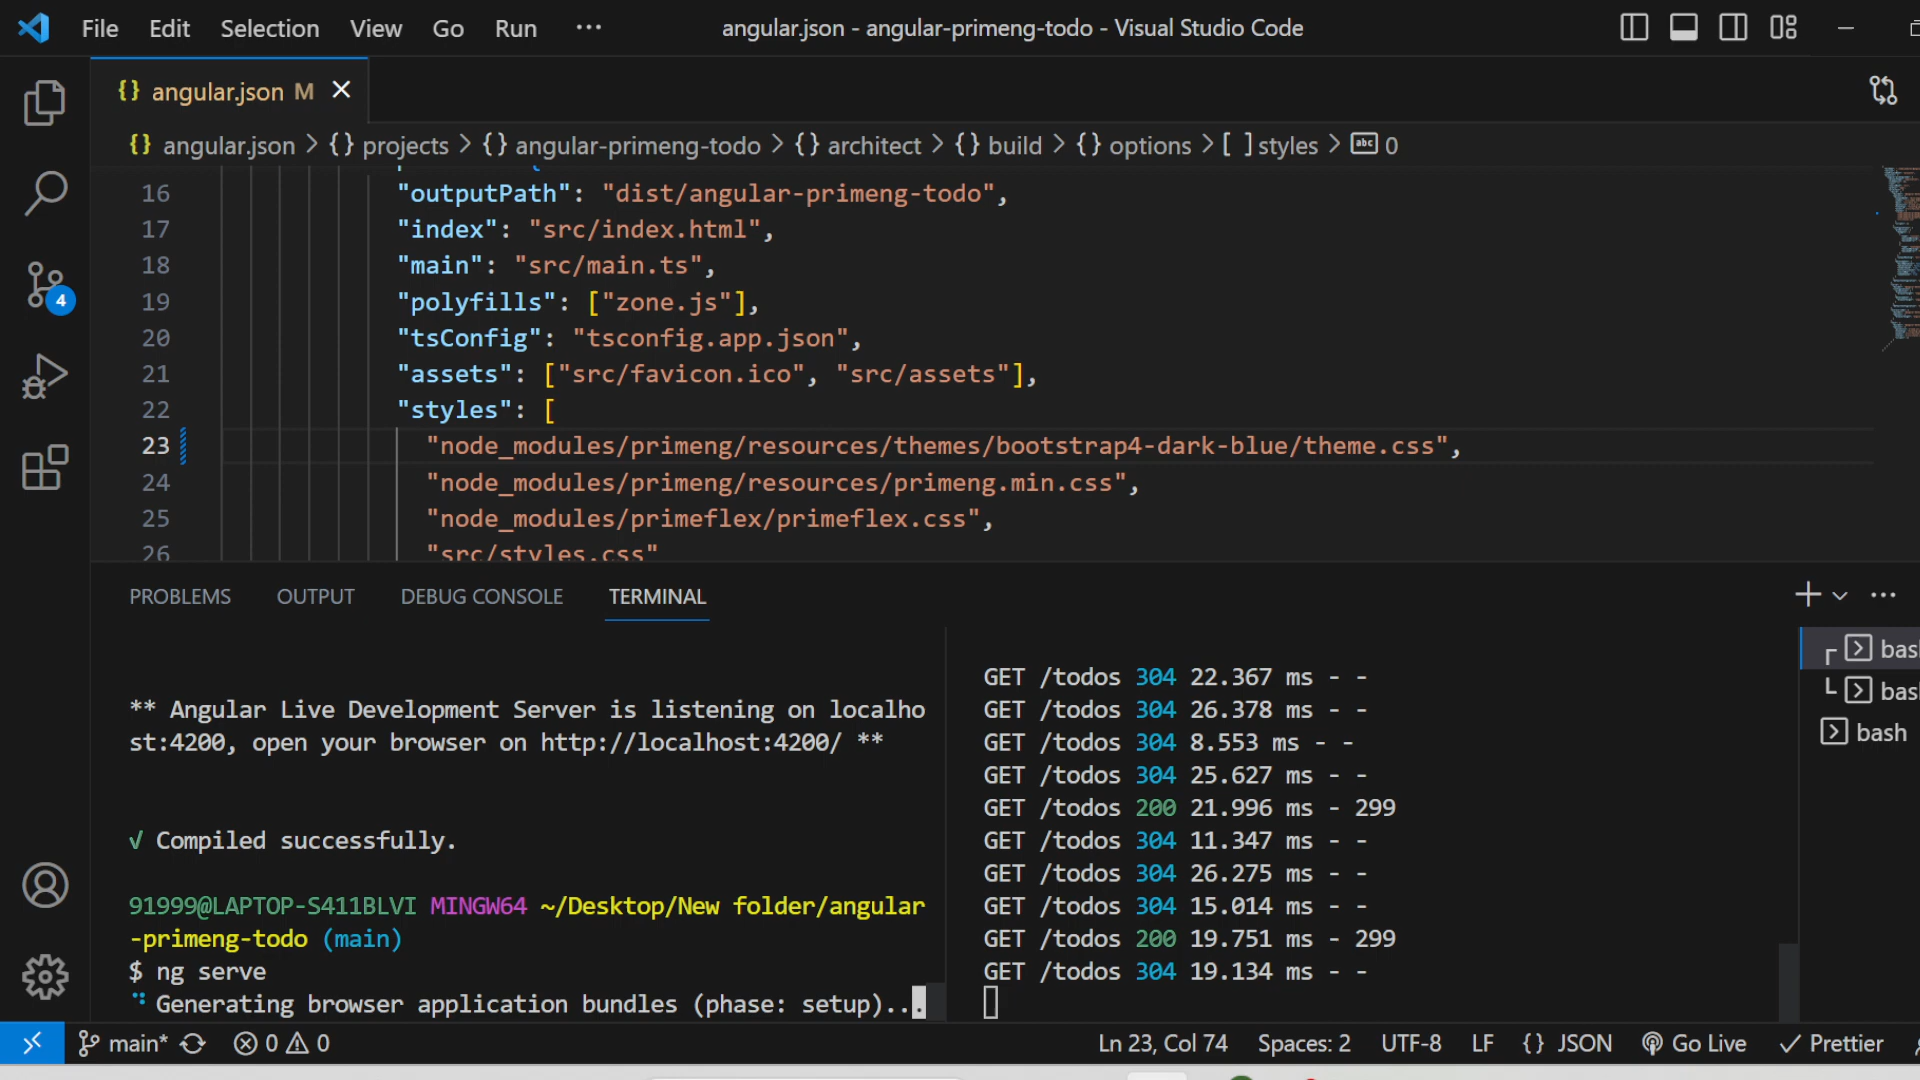 File Edit Selection View Go Run ··· angular.json - angular-primeng-todo - Visual Studio Code
{} angular.json M
{} angular.json > {} projects > {} angular-primeng-todo > {} architect > {} build > {} options > [ ] styles > abc 0
16 "outputPath": "dist/angular-primeng-todo",
17 "index": "src/index.html",
18 "main": "src/main.ts",
19 "polyfills": ["zone.js"],
20 "tsConfig": "tsconfig.app.json",
21 "assets": ["src/favicon.ico", "src/assets"],
22 "styles": [
23 "node_modules/primeng/resources/themes/bootstrap4-dark-blue/theme.css",
24 "node_modules/primeng/resources/primeng.min.css",
25 "node_modules/primeflex/primeflex.css",
26 "src/styles.css"
4
PROBLEMS OUTPUT DEBUG CONSOLE TERMINAL
** Angular Live Development Server is listening on localho
st:4200, open your browser on http://localhost:4200/ **
√ Compiled successfully.
91999@LAPTOP-S411BLVI MINGW64 ~/Desktop/New folder/angular
-primeng-todo (main)
$ ng serve
Generating browser application bundles (phase: setup)...
GET /todos 304 22.367 ms - -
GET /todos 304 26.378 ms - -
GET /todos 304 8.553 ms - -
GET /todos 304 25.627 ms - -
GET /todos 200 21.996 ms - 299
GET /todos 304 11.347 ms - -
GET /todos 304 26.275 ms - -
GET /todos 304 15.014 ms - -
GET /todos 200 19.751 ms - 299
GET /todos 304 19.134 ms - -
bash
main* 0 0 Ln 23, Col 74 Spaces: 2 UTF-8 LF {} JSON Go Live Prettier